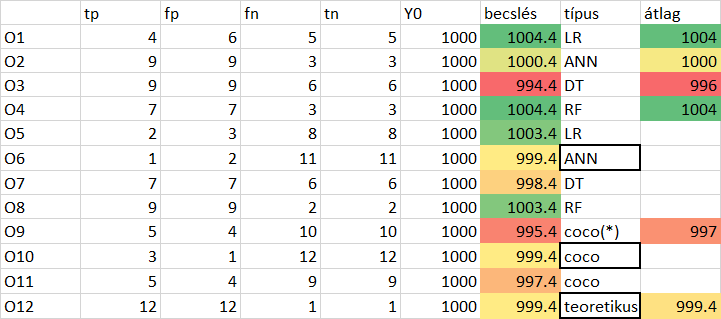 tp fp fn tn Y0 becslés típus átlag
O1 4 6 5 5 1000 1004.4 LR 1004
O2 9 9 3 3 1000 1000.4 ANN 1000
O3 9 9 6 6 1000 994.4 DT 996
O4 7 7 3 3 1000 1004.4 RF 1004
O5 2 3 8 8 1000 1003.4 LR
O6 1 2 11 11 1000 999.4 ANN
O7 7 7 6 6 1000 998.4 DT
O8 9 9 2 2 1000 1003.4 RF
O9 5 4 10 10 1000 995.4 coco(*) 997
O10 3 1 12 12 1000 999.4 coco
O11 5 4 9 9 1000 997.4 coco
O12 12 12 1 1 1000 999.4 teoretikus 999.4